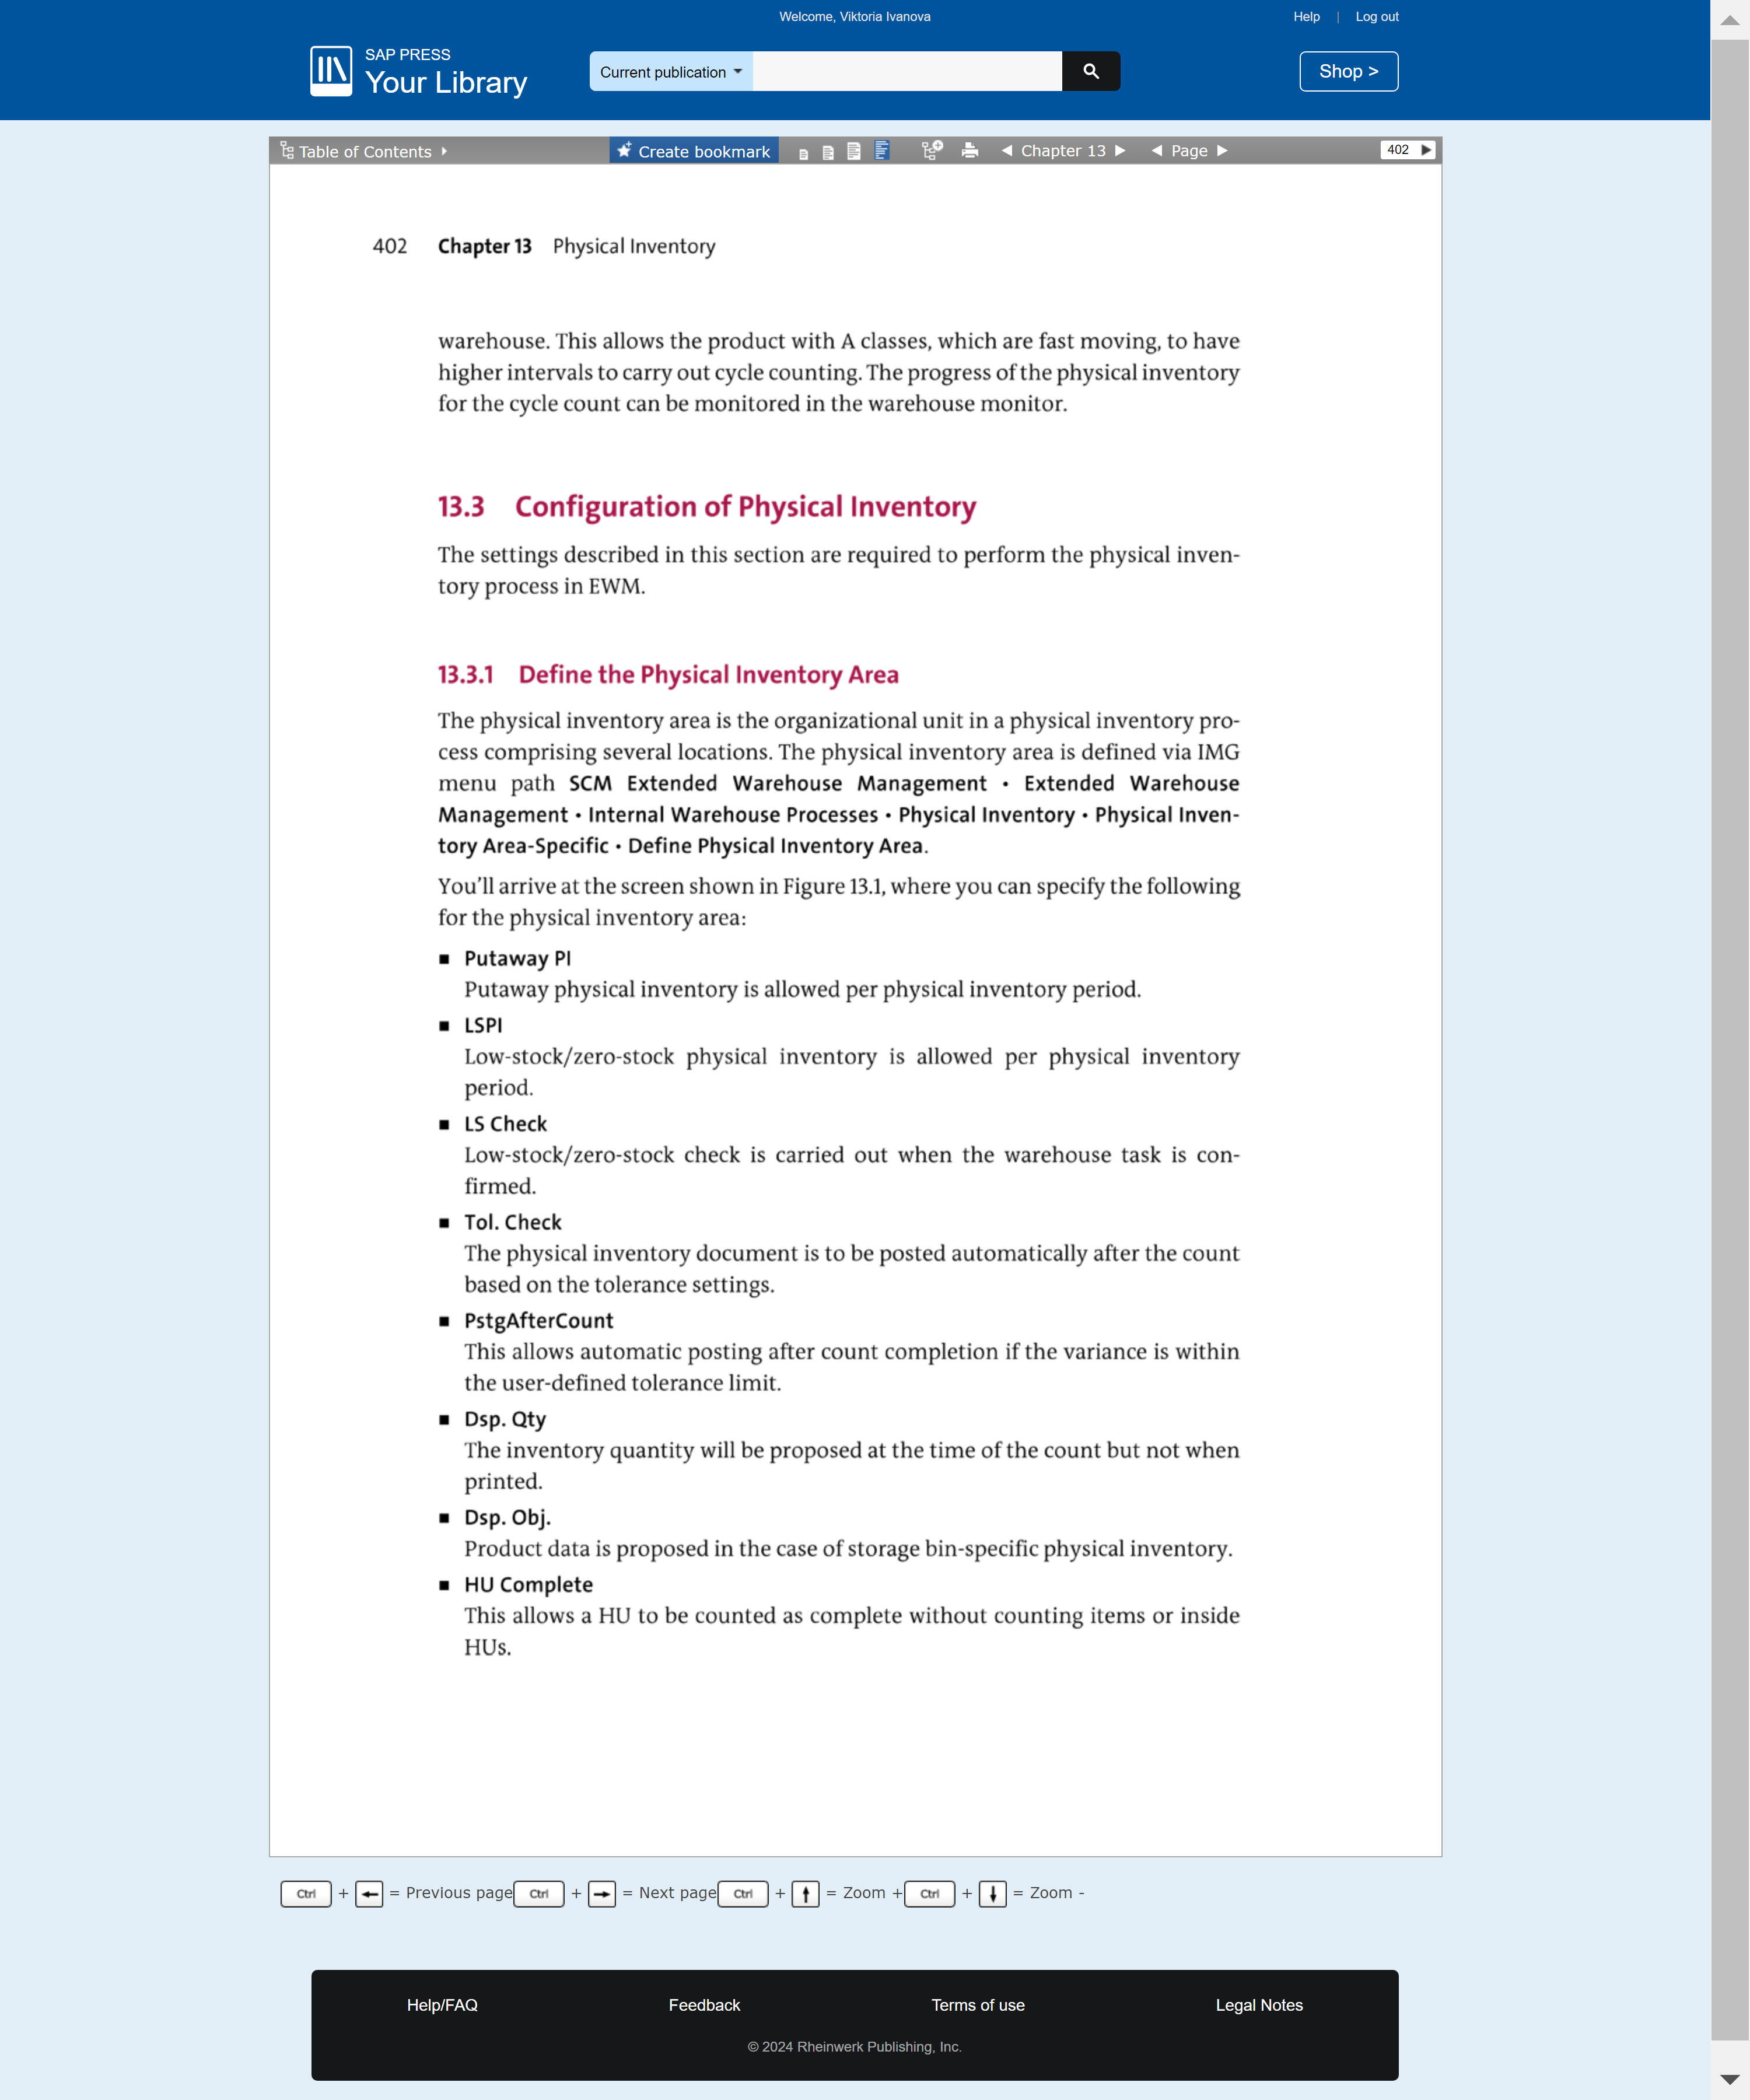 Welcome, Viktoria Ivanova
Help | Log out
SAP PRESS
Your Library
Current publication
Shop >
Table of Contents
Create bookmark
Chapter 13
Page
402
402 Chapter 13 Physical Inventory
warehouse. This allows the product with A classes, which are fast moving, to have
higher intervals to carry out cycle counting. The progress of the physical inventory
for the cycle count can be monitored in the warehouse monitor.
13.3 Configuration of Physical Inventory
The settings described in this section are required to perform the physical inven-
tory process in EWM.
13.3.1 Define the Physical Inventory Area
The physical inventory area is the organizational unit in a physical inventory pro-
cess comprising several locations. The physical inventory area is defined via IMG
menu path SCM Extended Warehouse Management • Extended Warehouse
Management • Internal Warehouse Processes • Physical Inventory • Physical Inven-
tory Area-Specific • Define Physical Inventory Area.
You'll arrive at the screen shown in Figure 13.1, where you can specify the following
for the physical inventory area:
■ Putaway PI
Putaway physical inventory is allowed per physical inventory period.
■ LSPI
Low-stock/zero-stock physical inventory is allowed per physical inventory
period.
■ LS Check
Low-stock/zero-stock check is carried out when the warehouse task is con-
firmed.
■ Tol. Check
The physical inventory document is to be posted automatically after the count
based on the tolerance settings.
■ PstgAfterCount
This allows automatic posting after count completion if the variance is within
the user-defined tolerance limit.
■ Dsp. Qty
The inventory quantity will be proposed at the time of the count but not when
printed.
■ Dsp. Obj.
Product data is proposed in the case of storage bin-specific physical inventory.
■ HU Complete
This allows a HU to be counted as complete without counting items or inside
HUs.
Ctrl + ← = Previous page Ctrl + → = Next page Ctrl + ↑ = Zoom + Ctrl + ↓ = Zoom -
Help/FAQ
Feedback
Terms of use
Legal Notes
© 2024 Rheinwerk Publishing, Inc.